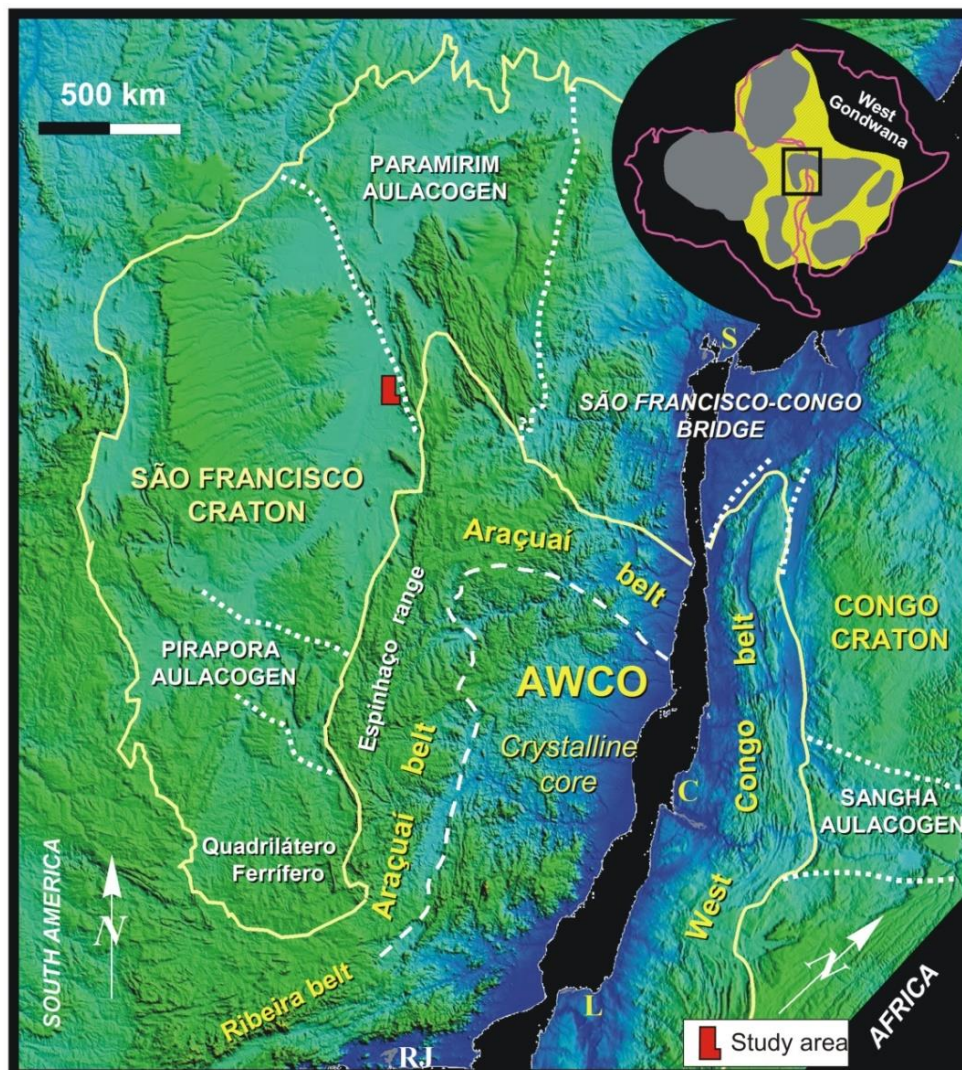 500 km
West
Gondwana
PARAMIRIM
AULACOGEN
S
SÃO FRANCISCO-CONGO
BRIDGE
SÃO FRANCISCO
CRATON
Araçuaí
belt
CONGO
CRATON
Espinhaço range
PIRAPORA
AULACOGEN
AWCO
Crystalline
core
belt
Congo
West
C
SANGHA
AULACOGEN
Quadrilátero
Ferrífero
Araçuaí
belt
SOUTH AMERICA
N
N
Ribeira belt
L
AFRICA
RJ
Study area